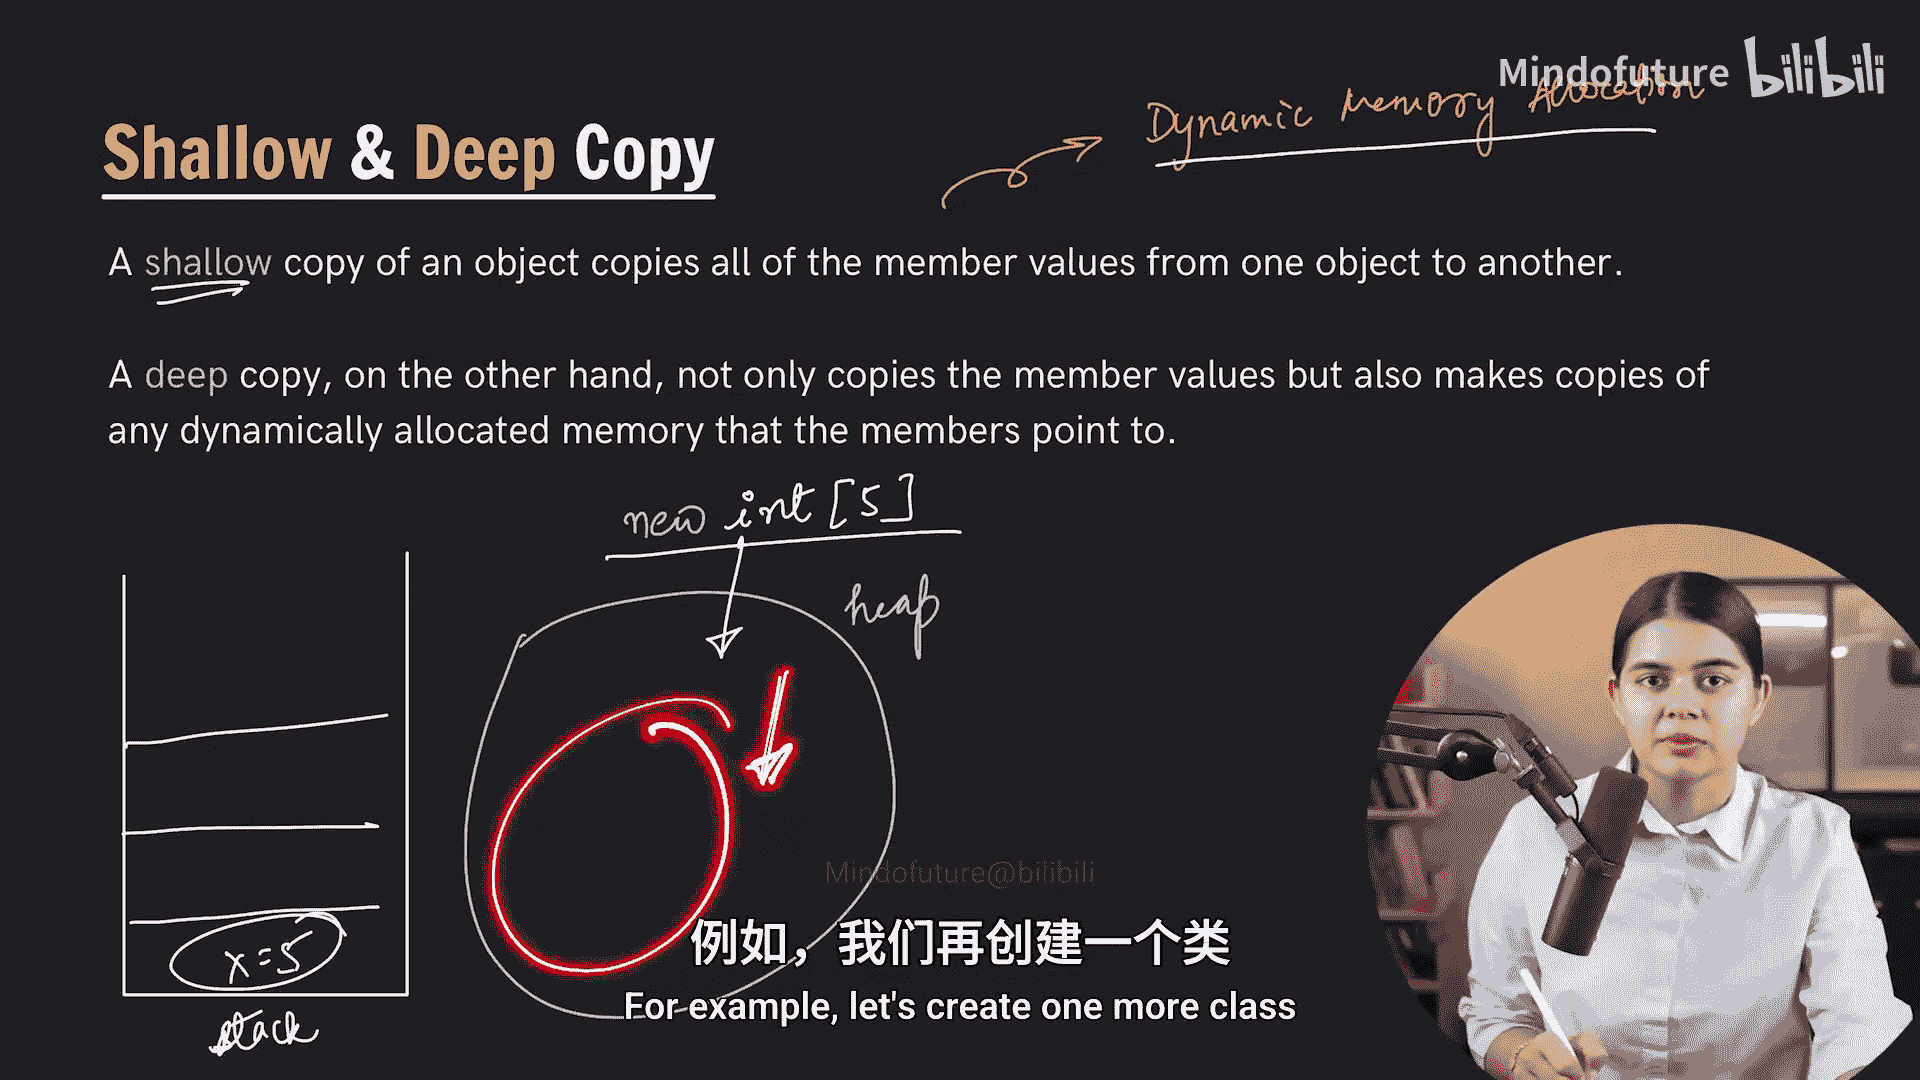 Mindofuture bilibili
Dynamic Memory Allocation
Shallow & Deep Copy
A shallow copy of an object copies all of the member values from one object to another.
A deep copy, on the other hand, not only copies the member values but also makes copies of
any dynamically allocated memory that the members point to.
new int [5]
heap
x=5
stack
Mindofuture@bilibili
例如，我们再创建一个类
For example, let's create one more class